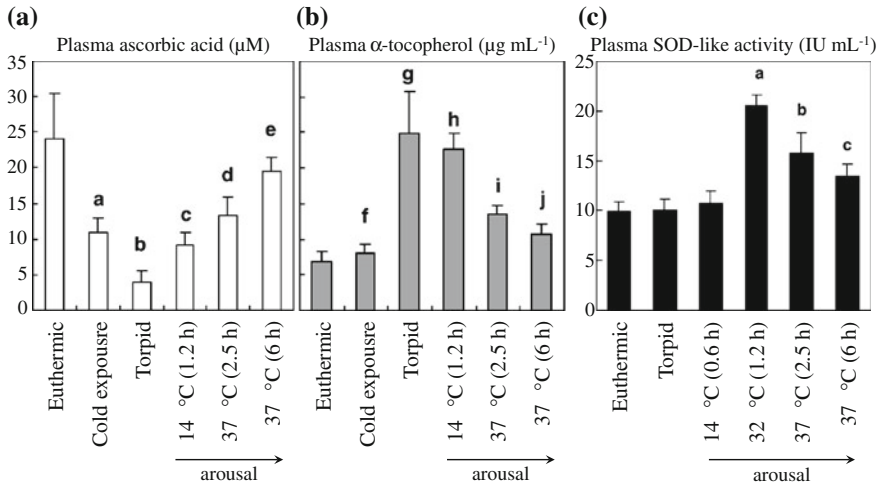 (a)
Plasma ascorbic acid (μM)
35
30
25
20
15
10
5
0
a
b
c
d
e
Euthermic
Cold expousre
Torpid
14 °C (1.2 h)
37 °C (2.5 h)
37 °C (6 h)
arousal
(b)
Plasma α-tocopherol (μg mL-1)
f
g
h
i
j
Euthermic
Cold expousre
Torpid
14 °C (1.2 h)
37 °C (2.5 h)
37 °C (6 h)
arousal
(c)
Plasma SOD-like activity (IU mL-1)
25
20
15
10
5
0
a
b
c
Euthermic
Torpid
14 °C (0.6 h)
32 °C (1.2 h)
37 °C (2.5 h)
37 °C (6 h)
arousal